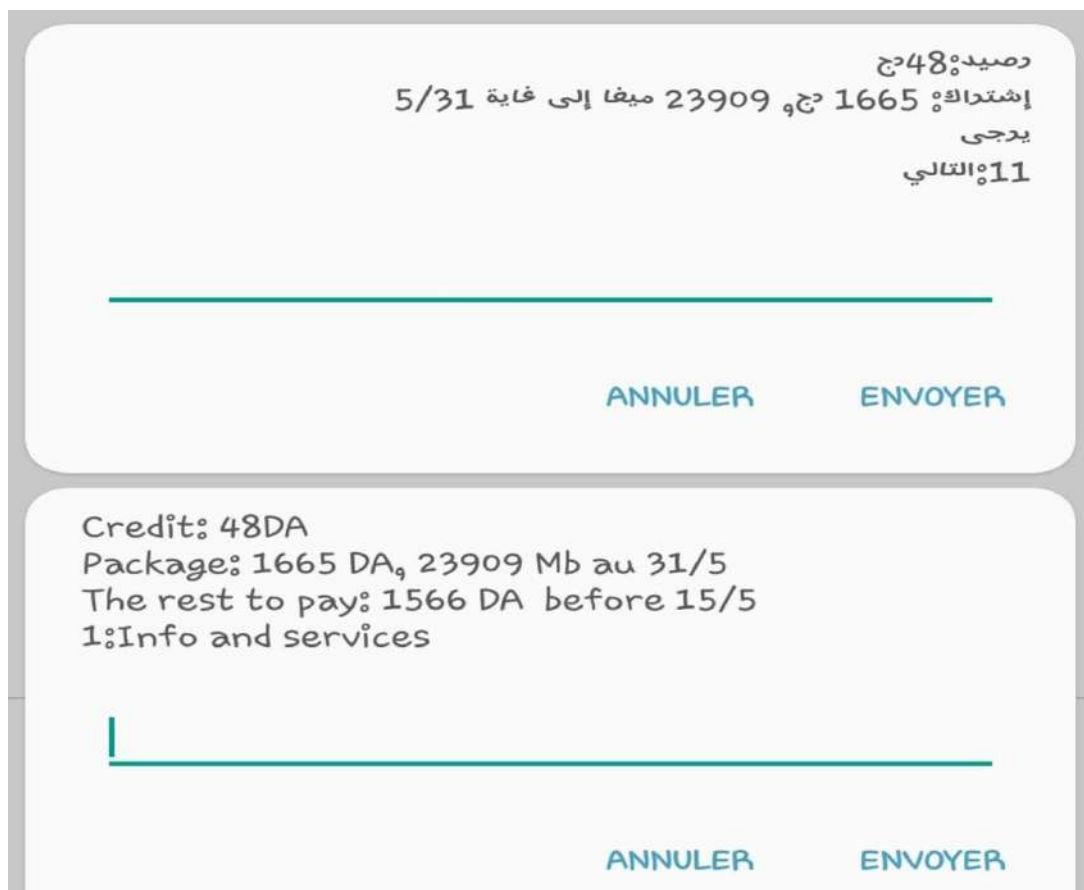 رصيد:48دج
إشتراك: 1665 دج, 23909 ميغا إلى غاية 5/31
يرجى
11:التالي
ANNULER ENVOYER
Credit: 48DA
Package: 1665 DA, 23909 Mb au 31/5
The rest to pay: 1566 DA before 15/5
1:Info and services
ANNULER ENVOYER